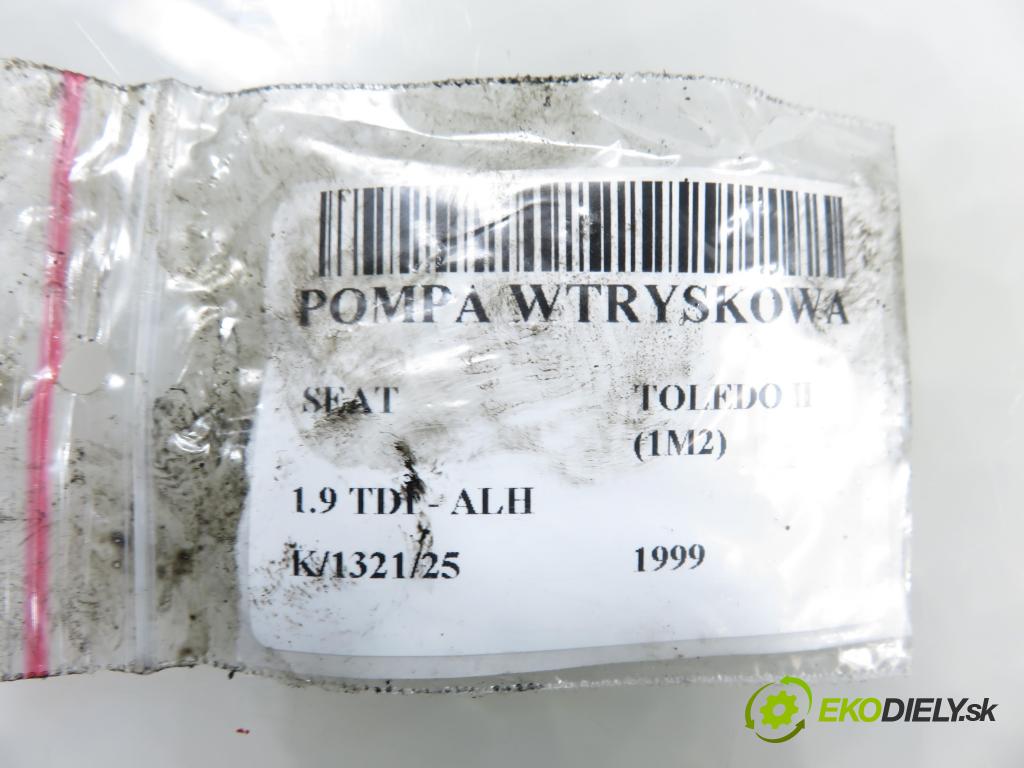 POMPA WTRYSKOWA
SEAT TOLEDO II
(1M2)
1.9 TDI - ALH
K/1321/25 1999
EKODIELY.sk